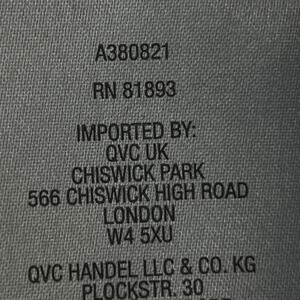 A380821
RN 81893
IMPORTED BY:
QVC UK
CHISWICK PARK
566 CHISWICK HIGH ROAD
LONDON
W4 5XU
QVC HANDEL LLC & CO. KG
PLOCKSTR. 30